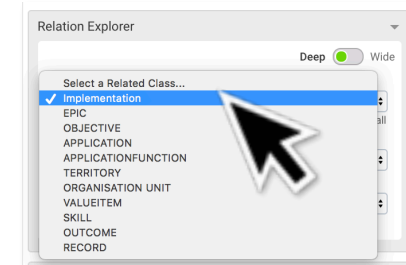 Relation Explorer
Deep Wide
Select a Related Class...
✓ Implementation
EPIC
all
OBJECTIVE
APPLICATION
APPLICATIONFUNCTION
TERRITORY
ORGANISATION UNIT
VALUEITEM
SKILL
OUTCOME
RECORD